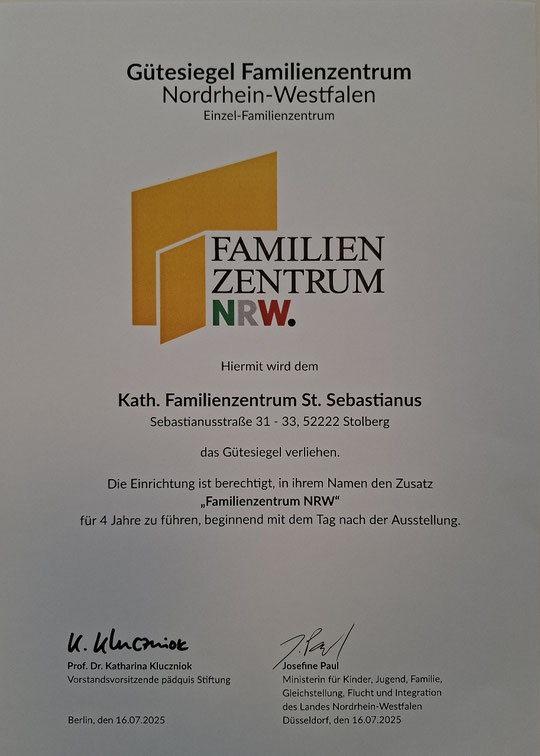 Gütesiegel Familienzentrum
Nordrhein-Westfalen
Einzel-Familienzentrum
FAMILIEN
ZENTRUM
NRW.
Hiermit wird dem
Kath. Familienzentrum St. Sebastianus
Sebastianusstraße 31 - 33, 52222 Stolberg
das Gütesiegel verliehen.
Die Einrichtung ist berechtigt, in ihrem Namen den Zusatz
„Familienzentrum NRW“
für 4 Jahre zu führen, beginnend mit dem Tag nach der Ausstellung.
K. Kluczniok
Prof. Dr. Katharina Kluczniok
Vorstandsvorsitzende pädquis Stiftung
Berlin, den 16.07.2025
J. Paul
Josefine Paul
Ministerin für Kinder, Jugend, Familie,
Gleichstellung, Flucht und Integration
des Landes Nordrhein-Westfalen
Düsseldorf, den 16.07.2025